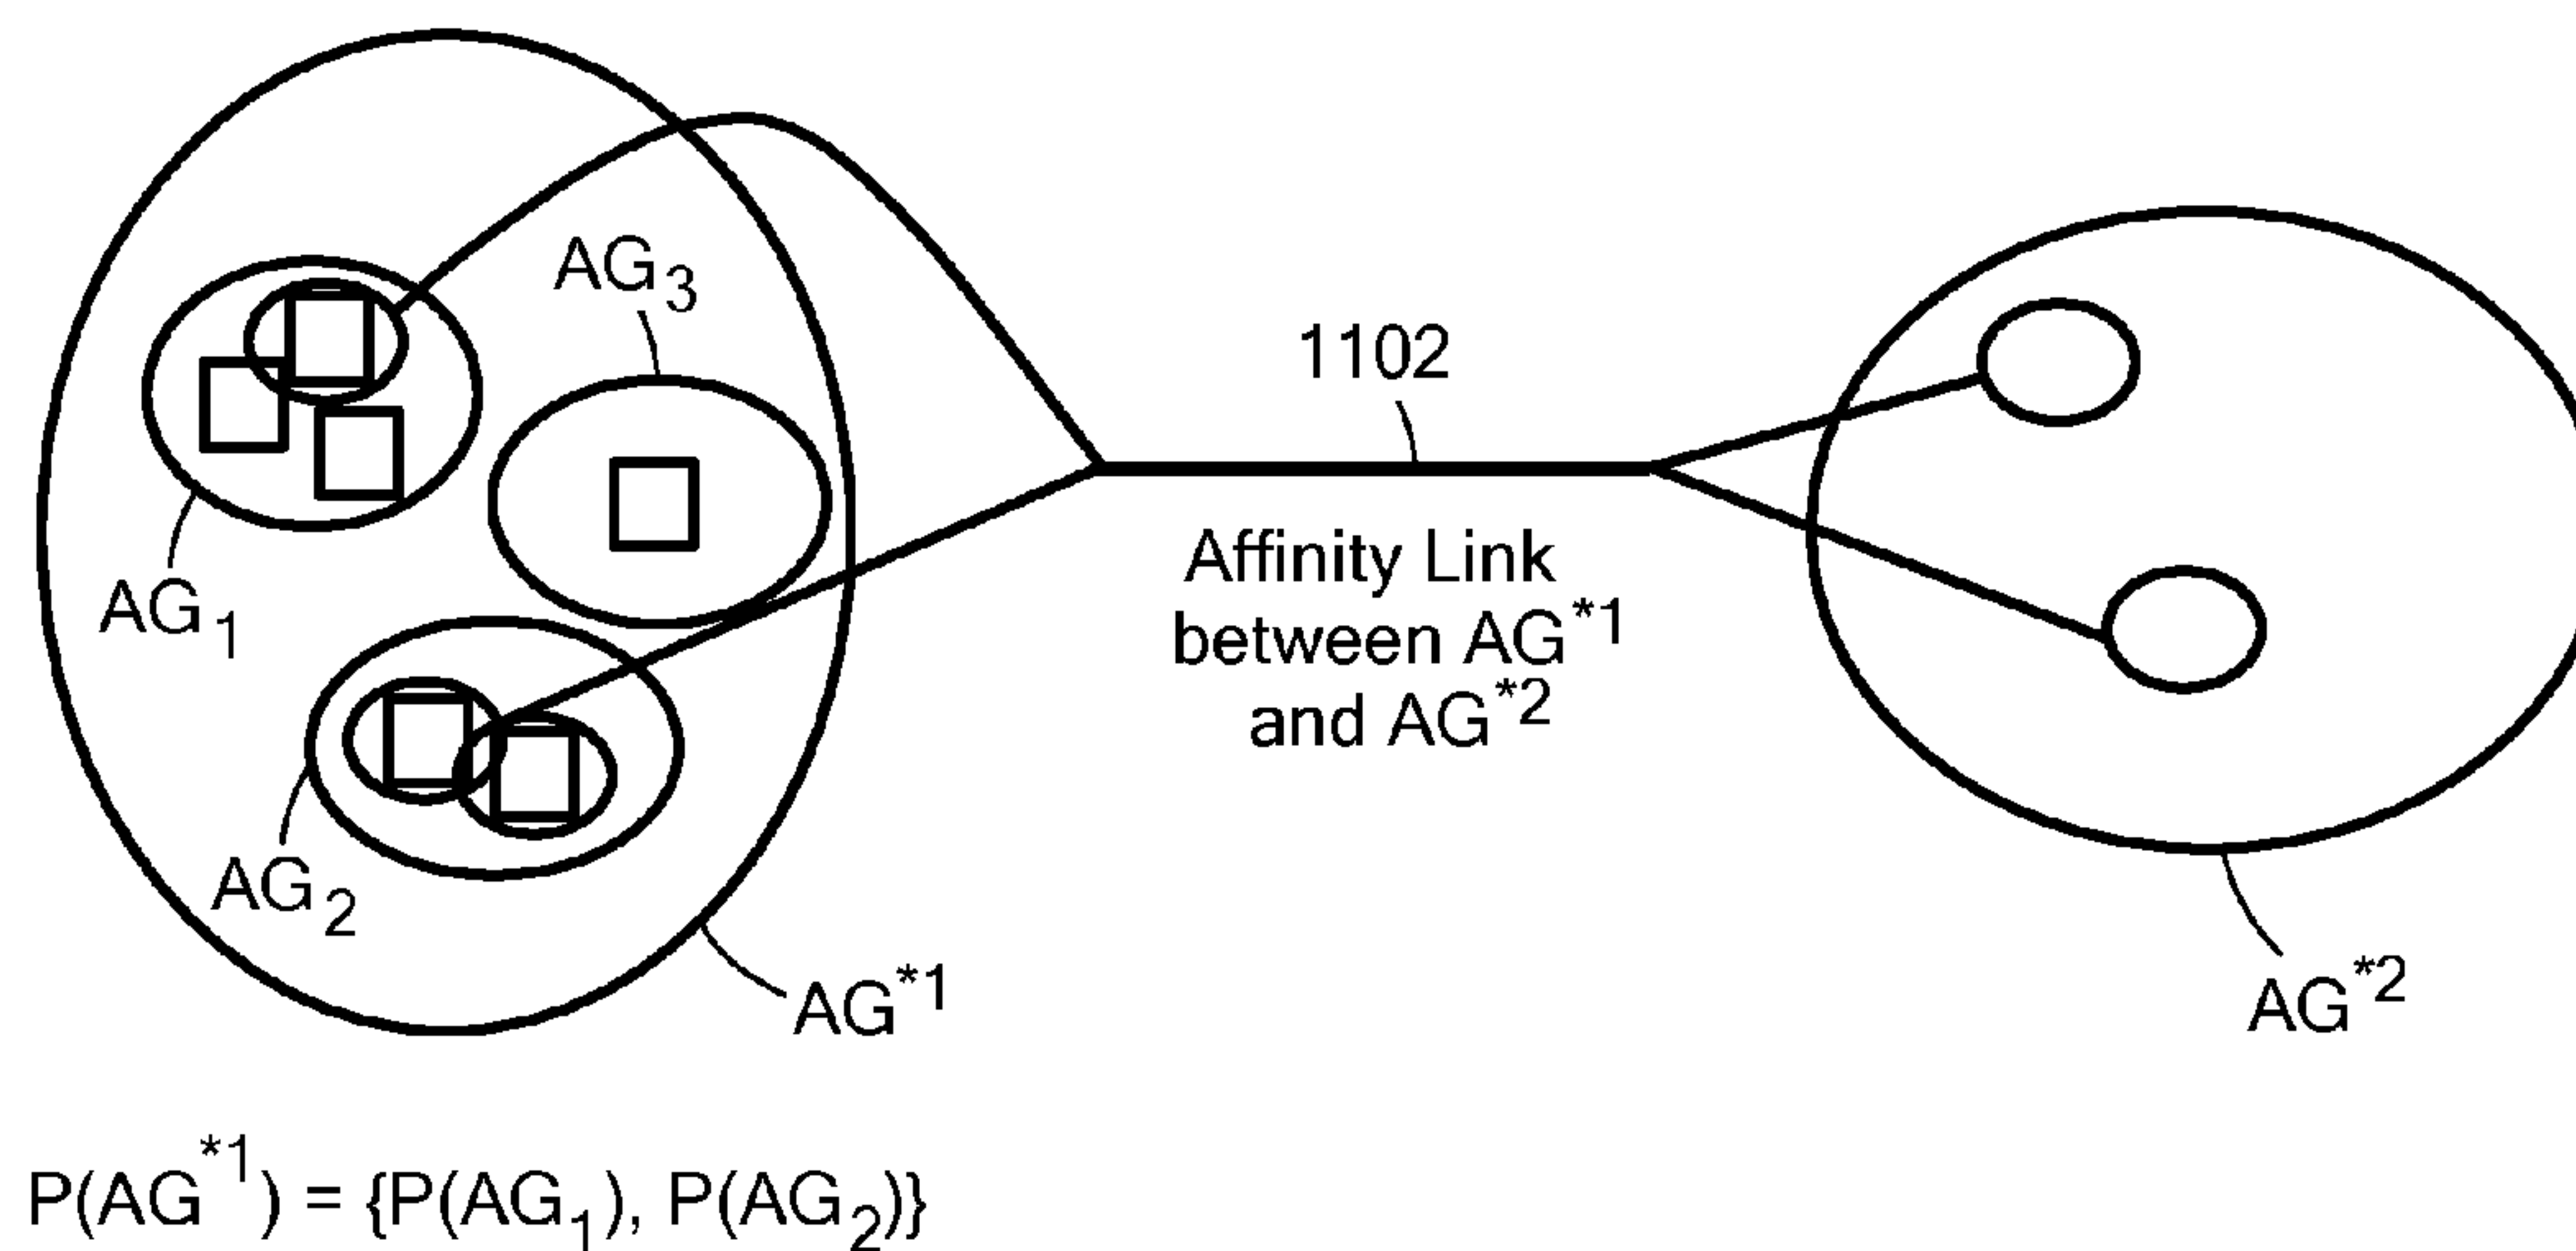 AG3
1102
AG1
Affinity Link
between AG*1
and AG*2
AG2
AG*1
AG*2
P(AG*1) = {P(AG1), P(AG2)}